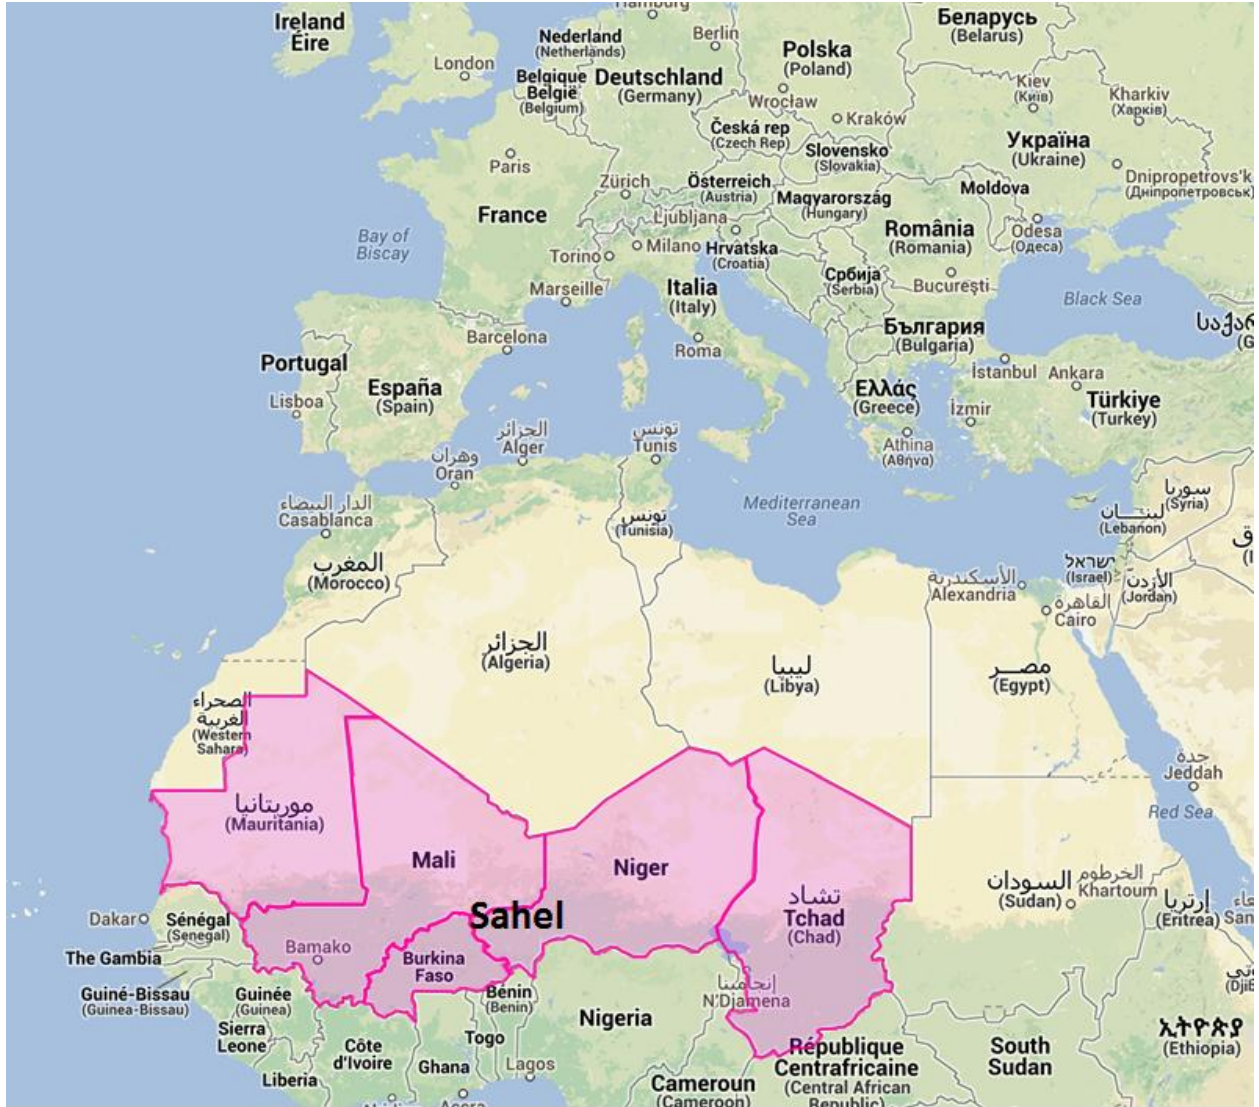 Ireland
Éire
Hamburg
Nederland
(Netherlands)
Berlin
Беларусь
(Belarus)
London
Belgique
België
(Belgium)
Deutschland
(Germany)
Polska
(Poland)
Wrocław
Kraków
Kiev
(Київ)
Kharkiv
(Харків)
Україна
(Ukraine)
Česká rep
(Czech Rep)
Slovensko
(Slovakia)
Paris
Zürich
Österreich
(Austria)
Magyarország
(Hungary)
Moldova
Dnipropetrovs'k
(Дніпропетровськ)
France
Ljubljana
România
(Romania)
Odesa
(Одеса)
Bay of
Biscay
Torino
Milano
Hrvatska
(Croatia)
Србија
(Serbia)
București
Marseille
Italia
(Italy)
Black Sea
България
(Bulgaria)
Portugal
Barcelona
Roma
İstanbul
Ankara
España
(Spain)
Lisboa
Ελλάς
(Greece)
İzmir
Türkiye
(Turkey)
Athina
(Αθήνα)
الجزائر
Alger
تونس
Tunis
وهران
Oran
الدار البيضاء
Casablanca
تونس
(Tunisia)
Mediterranean
Sea
سوريا
(Syria)
لبنان
(Lebanon)
المغرب
(Morocco)
ישראל
(Israel)
الأردن
(Jordan)
الأسكندرية
Alexandria
القاهرة
Cairo
الجزائر
(Algeria)
ليبيا
(Libya)
مصر
(Egypt)
الصحراء
الغربية
(Western
Sahara)
جدة
Jeddah
Red Sea
موريتانيا
(Mauritania)
Mali
Niger
تشاد
Tchad
(Chad)
السودان
(Sudan)
الخرطوم
Khartoum
إرتريا
(Eritrea)
Sahel
Dakar
Sénégal
(Senegal)
The Gambia
Bamako
Burkina
Faso
Guiné-Bissau
(Guinea-Bissau)
Guinée
(Guinea)
Bénin
(Benin)
إنجامينا
N'Djamena
Sierra
Leone
Côte
d'Ivoire
Togo
Nigeria
Ghana
Lagos
Liberia
Cameroun
(Cameroon)
République
Centrafricaine
(Central African
Republic)
South
Sudan
ኢትዮጵያ
(Ethiopia)